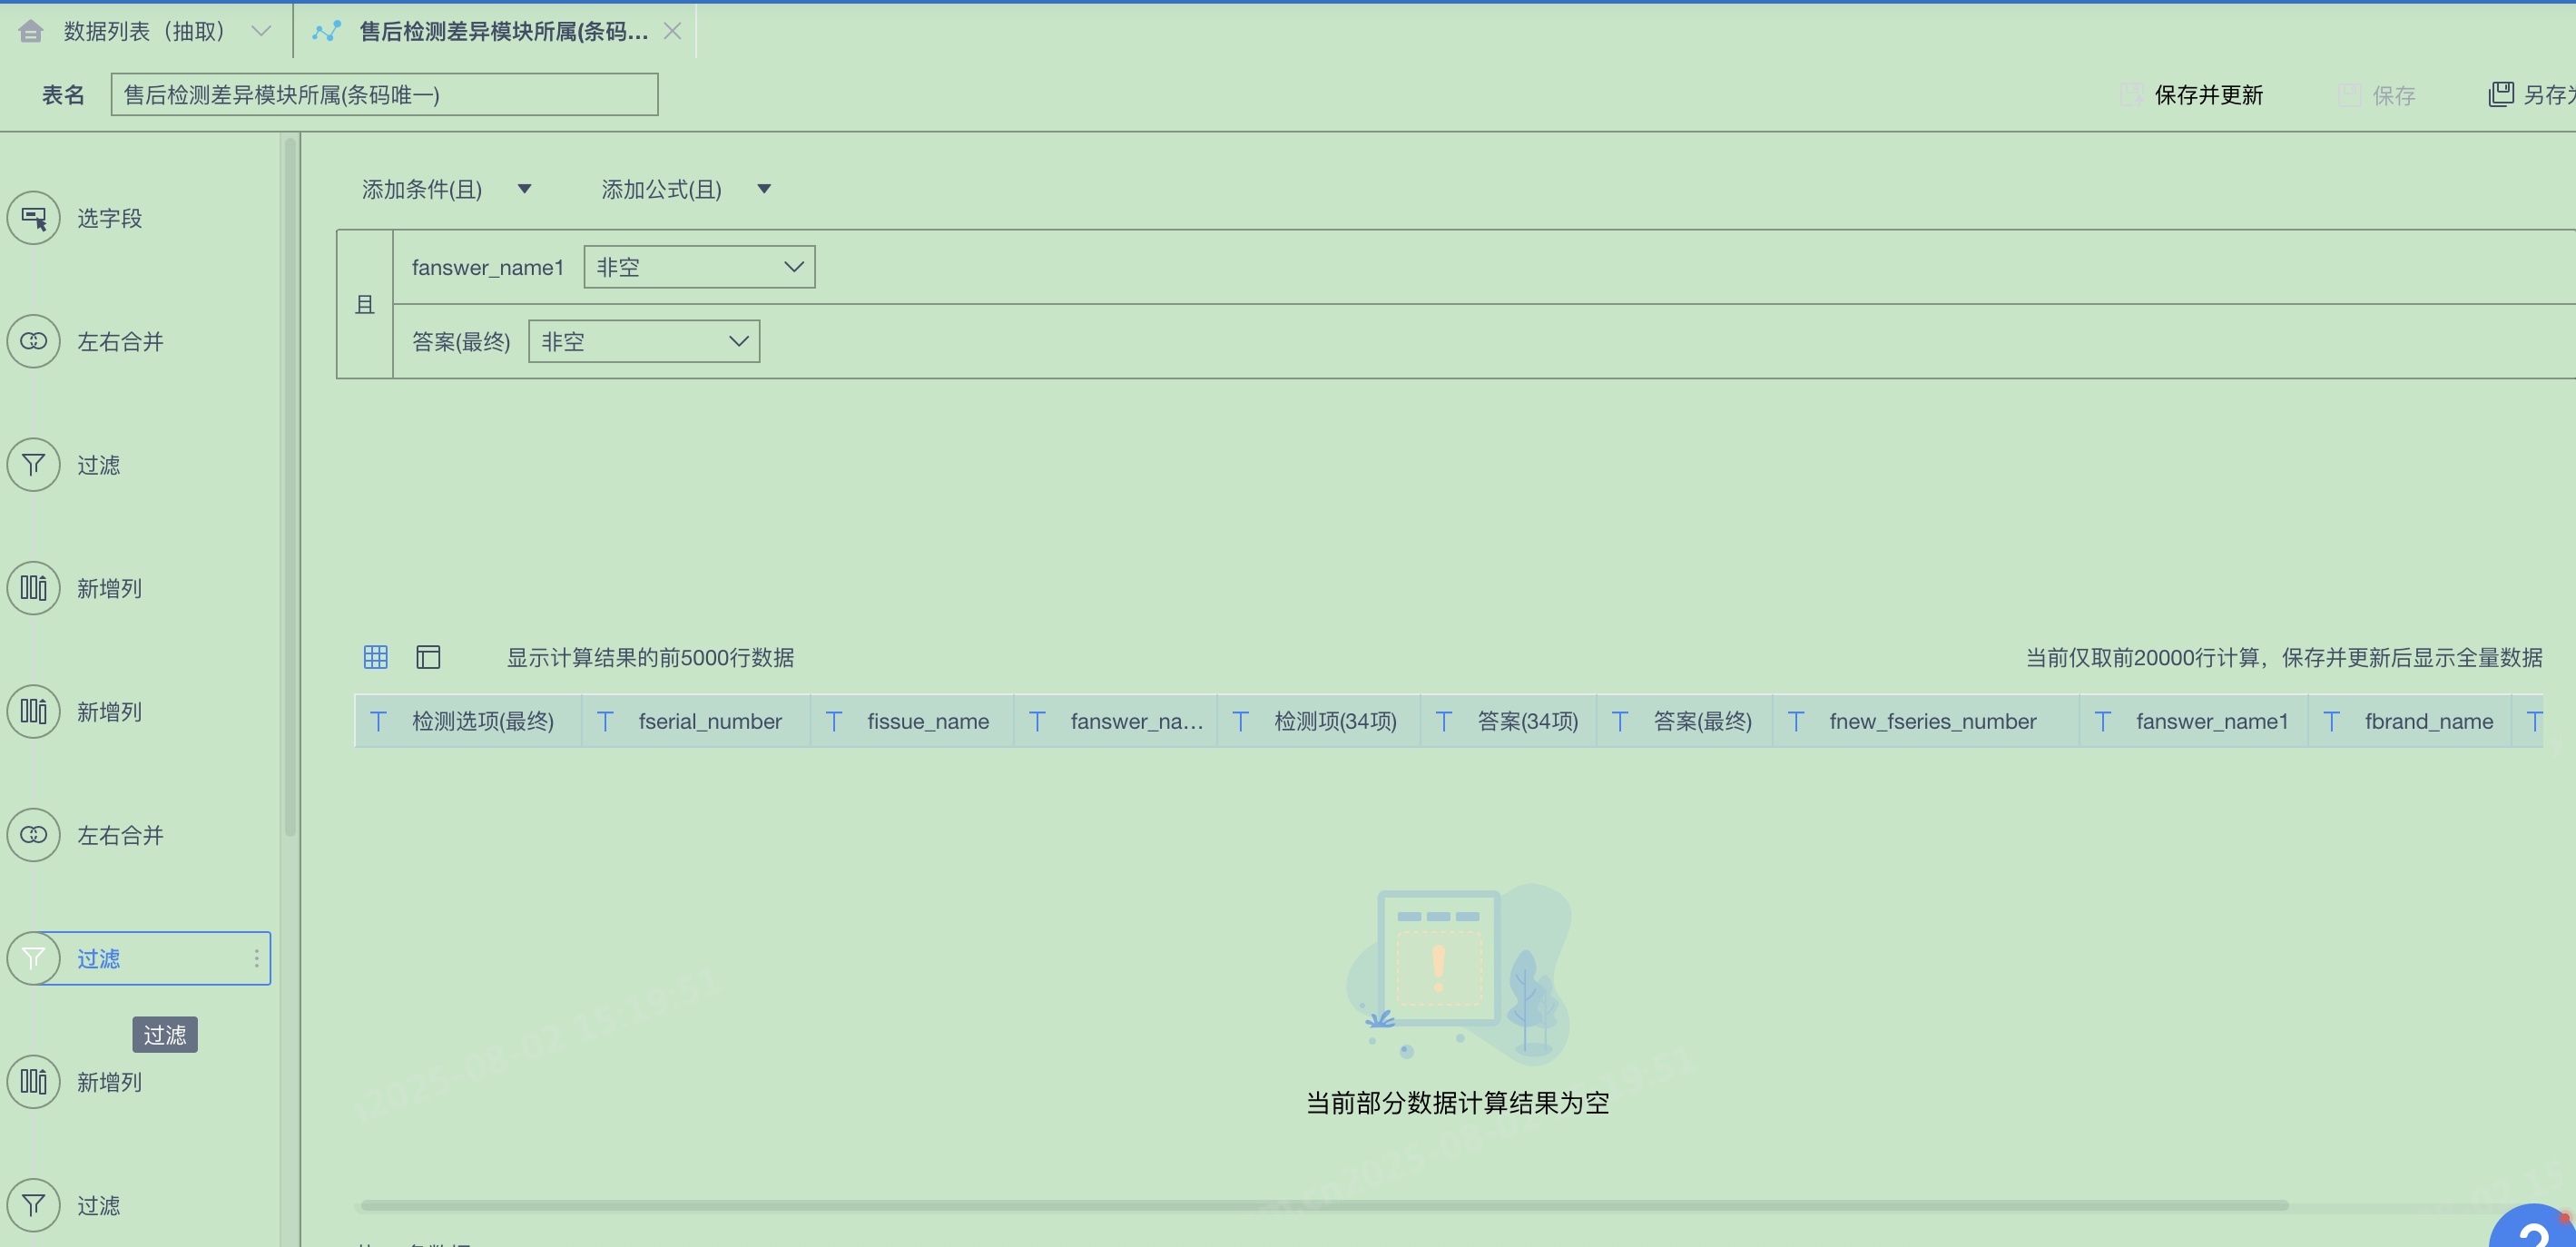 数据列表（抽取）
售后检测差异模块所属(条码...
表名
售后检测差异模块所属(条码唯一)
保存并更新
保存
选字段
左右合并
过滤
新增列
新增列
左右合并
过滤
过滤
新增列
过滤
添加条件(且)
添加公式(且)
且
fanswer_name1
非空
答案(最终)
非空
显示计算结果的前5000行数据
当前仅取前20000行计算，保存并更新后显示全量数据
检测选项(最终)
fserial_number
fissue_name
fanswer_na...
检测项(34项)
答案(34项)
答案(最终)
fnew_fseries_number
fanswer_name1
fbrand_name
2025-08-02 15:19:51
当前部分数据计算结果为空